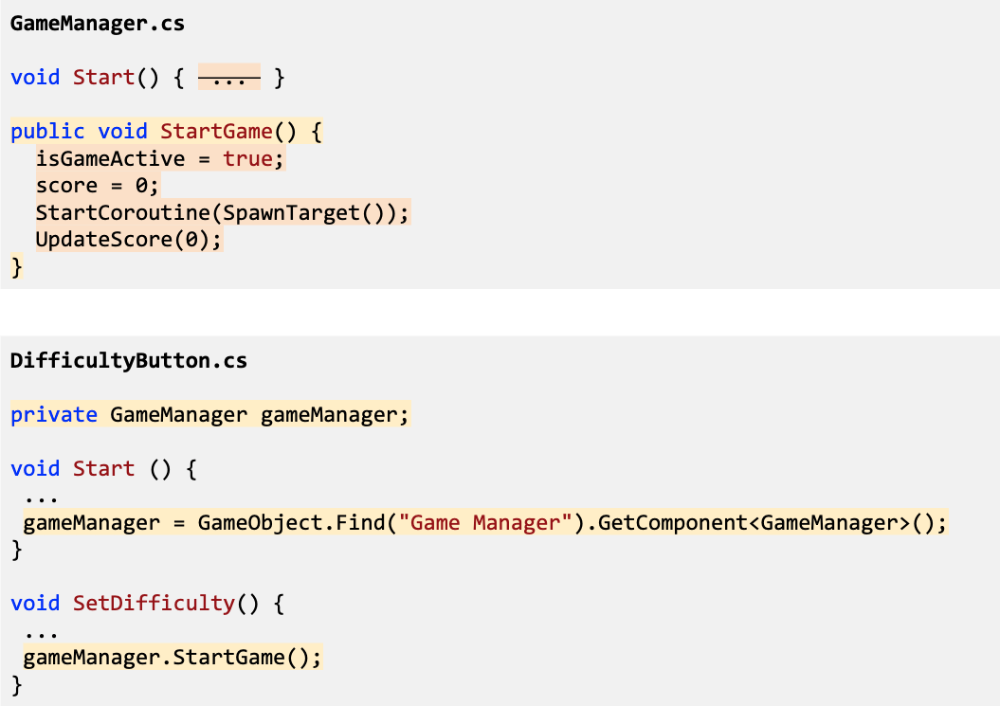 GameManager.cs
void Start() { ... }
public void StartGame() {
isGameActive = true;
score = 0;
StartCoroutine(SpawnTarget());
UpdateScore(0);
}
DifficultyButton.cs
private GameManager gameManager;
void Start () {
...
gameManager = GameObject.Find("Game Manager").GetComponent<GameManager>();
}
void SetDifficulty() {
...
gameManager.StartGame();
}